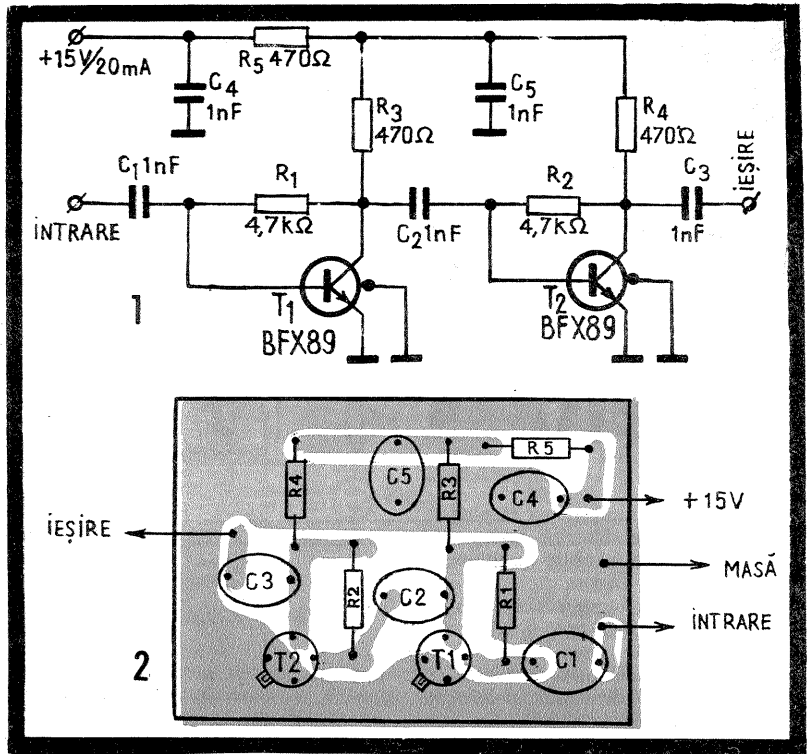 +15V/20mA
R5 470Ω
C4
1nF
R3
470Ω
C5
1nF
R4
470Ω
C1 1nF
R1
4,7kΩ
C2 1nF
R2
4,7kΩ
C3
1nF
IEȘIRE
INTRARE
T1
BFX89
T2
BFX89
1
R4
C5
R3
R5
C4
+15V
IEȘIRE
MASĂ
C3
R2
C2
R1
INTRARE
T2
E
T1
E
C1
2